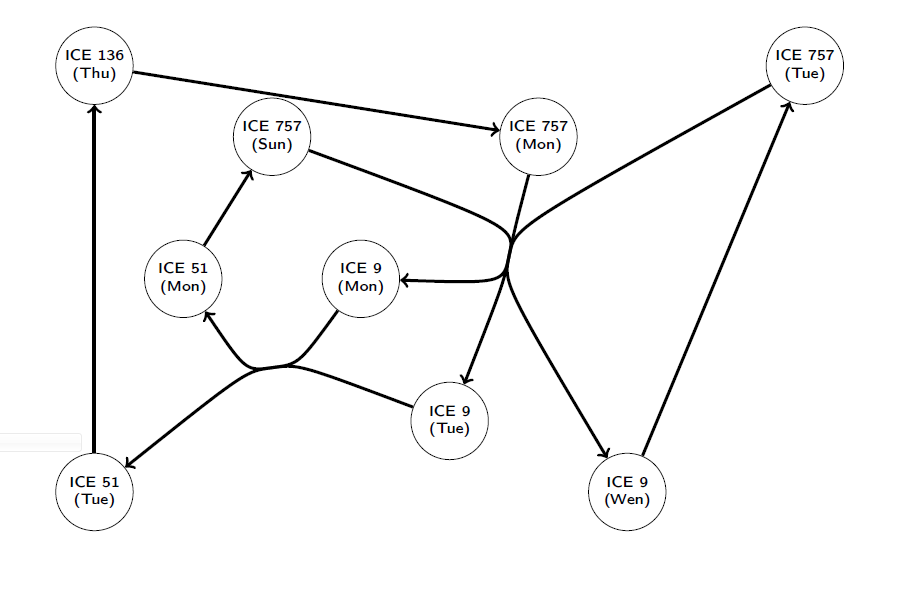 ICE 136
(Thu)
ICE 757
(Tue)
ICE 757
(Sun)
ICE 757
(Mon)
ICE 51
(Mon)
ICE 9
(Mon)
ICE 9
(Tue)
ICE 51
(Tue)
ICE 9
(Wen)